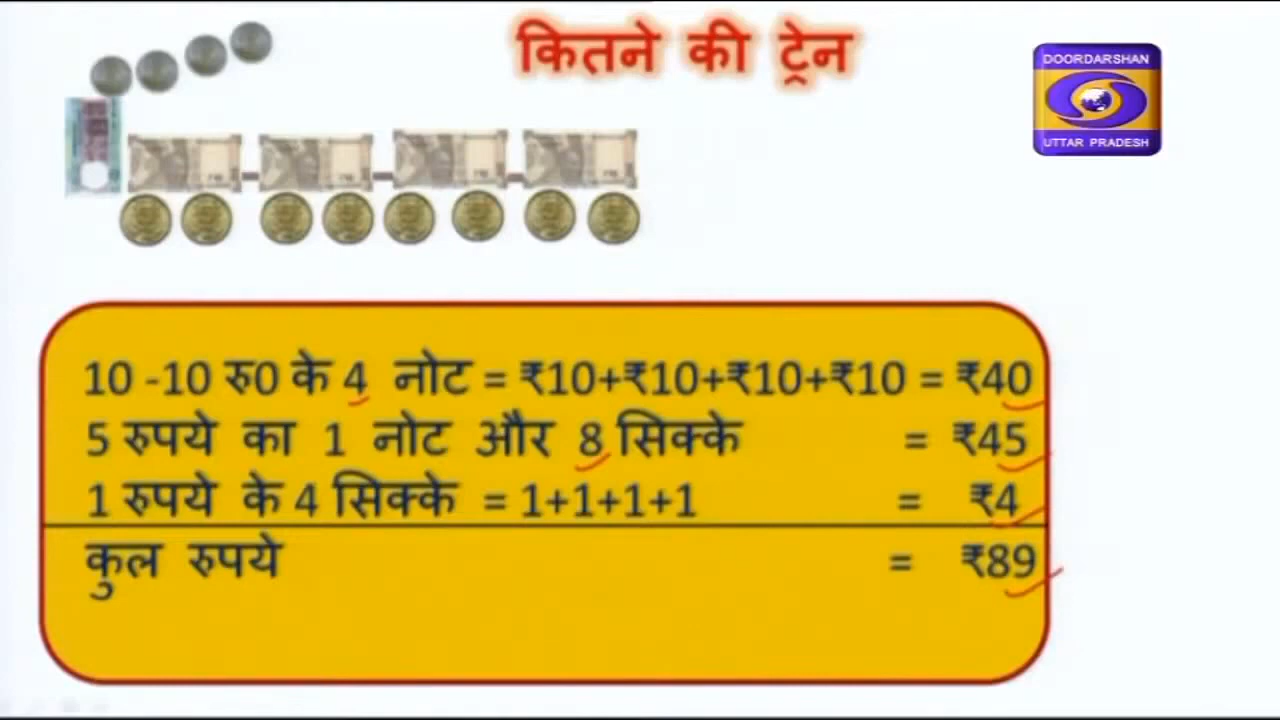 कितने की ट्रेन
DOORDARSHAN
UTTAR PRADESH
10 -10 रु0 के 4 नोट = ₹10+₹10+₹10+₹10 = ₹40
5 रुपये का 1 नोट और 8 सिक्के = ₹45
1 रुपये के 4 सिक्के = 1+1+1+1 = ₹4
कुल रुपये = ₹89